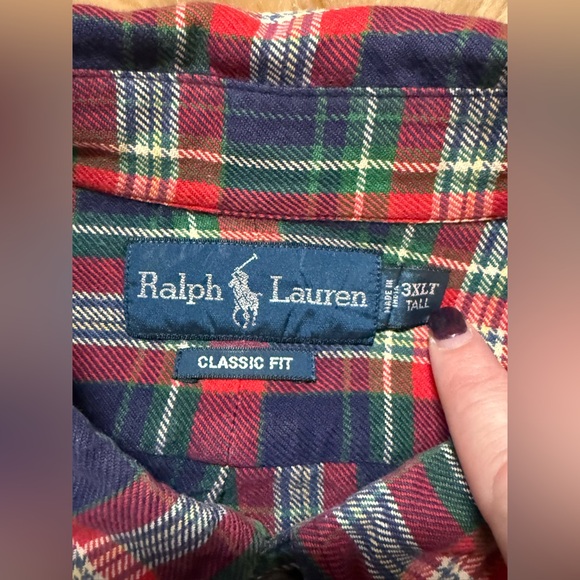 Ralph Lauren
MADE IN
INDIA
3XLT
TALL
CLASSIC FIT